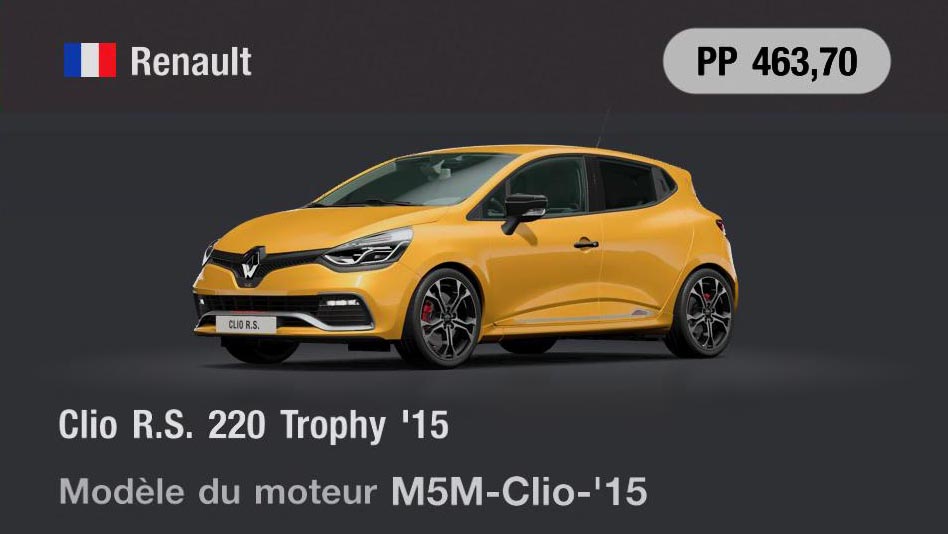 Renault
PP 463,70
CLIO R.S.
Clio R.S. 220 Trophy '15
Modèle du moteur M5M-Clio-'15